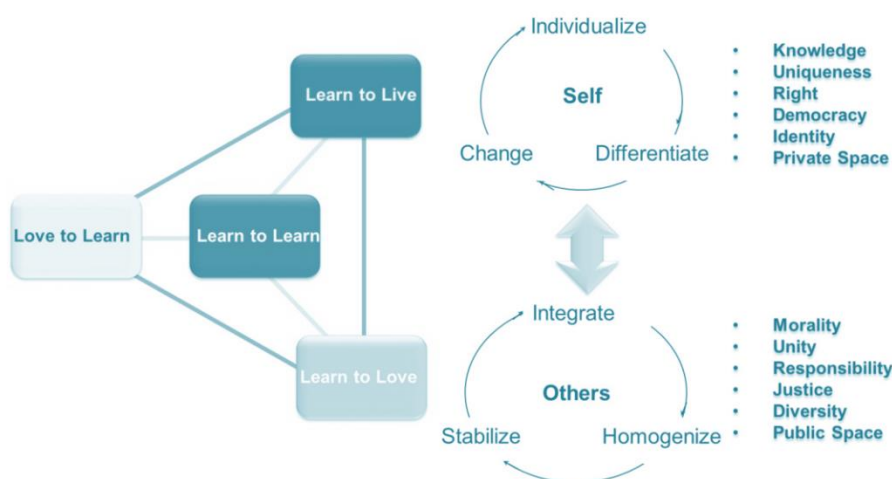 Learn to Live
Love to Learn
Learn to Learn
Learn to Love
Individualize
Self
Change
Differentiate
• Knowledge
• Uniqueness
• Right
• Democracy
• Identity
• Private Space
Integrate
Others
Stabilize
Homogenize
• Morality
• Unity
• Responsibility
• Justice
• Diversity
• Public Space